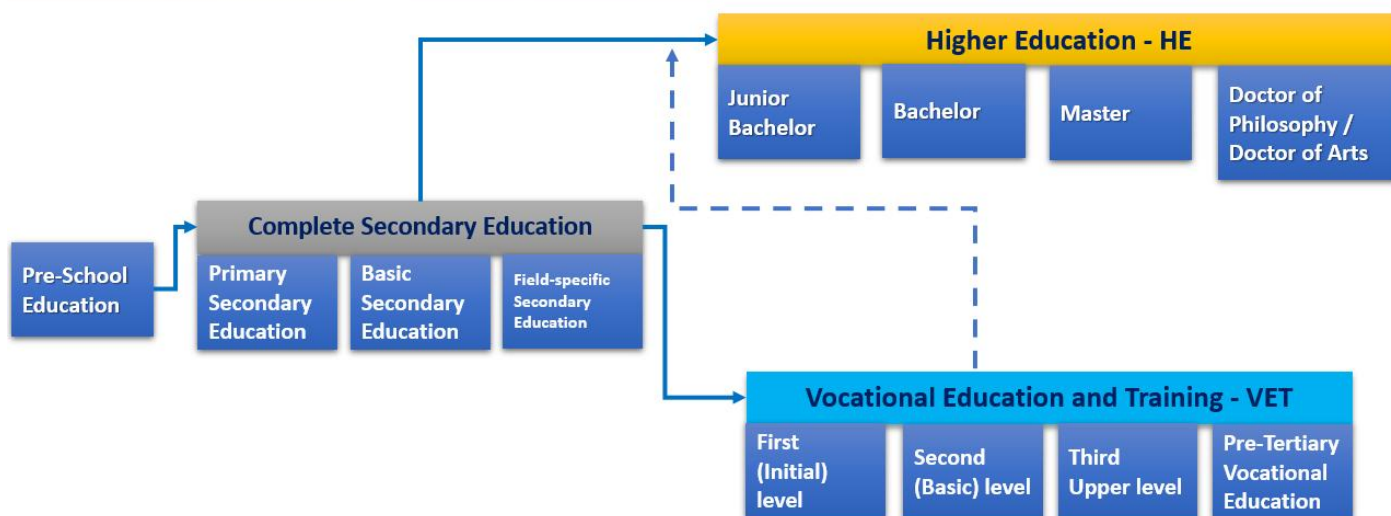 Higher Education - HE
Junior
Bachelor
Bachelor
Master
Doctor of
Philosophy /
Doctor of Arts
Complete Secondary Education
Pre-School
Education
Primary
Secondary
Education
Basic
Secondary
Education
Field-specific
Secondary
Education
Vocational Education and Training - VET
First
(Initial)
level
Second
(Basic) level
Third
Upper level
Pre-Tertiary
Vocational
Education